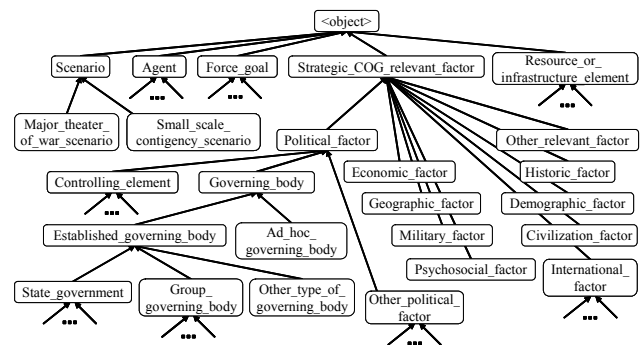 <object>
Scenario
Agent
Force_goal
Strategic_COG_relevant_factor
Resource_or_
infrastructure_element
Major_theater_
of_war_scenario
Small_scale_
contigency_scenario
Political_factor
Other_relevant_factor
Economic_factor
Historic_factor
Controlling_element
Governing_body
Geographic_factor
Demographic_factor
Established_governing_body
Ad_hoc_
governing_body
Military_factor
Civilization_factor
Psychosocial_factor
International_
factor
State_government
Group_
governing_body
Other_type_of_
governing_body
Other_political_
factor